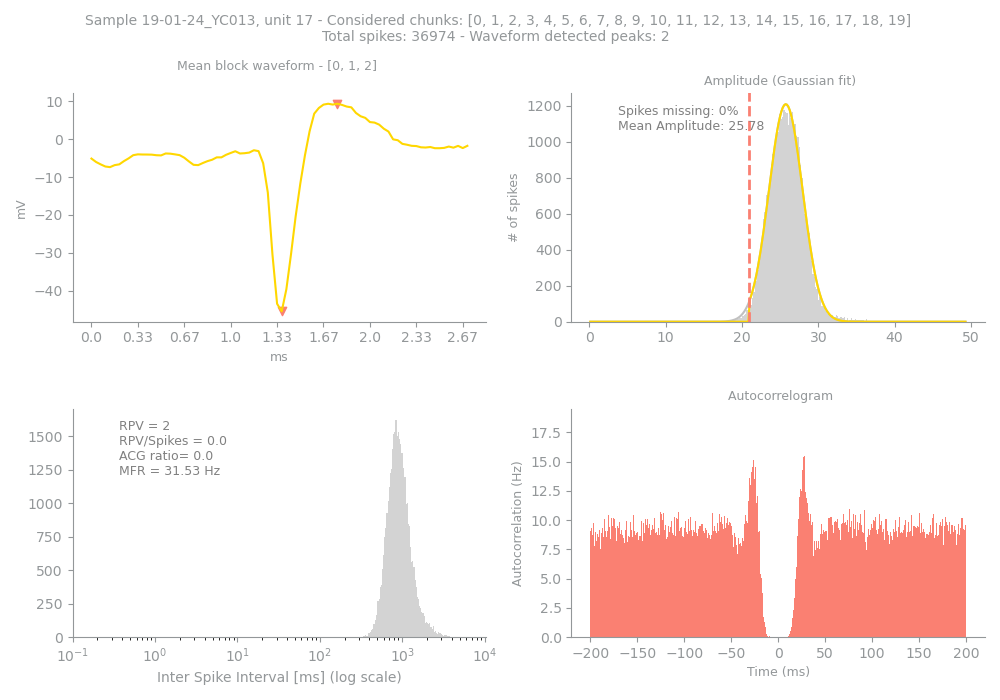 Sample 19-01-24_YC013, unit 17 - Considered chunks: [0, 1, 2, 3, 4, 5, 6, 7, 8, 9, 10, 11, 12, 13, 14, 15, 16, 17, 18, 19]
Total spikes: 36974 - Waveform detected peaks: 2
Mean block waveform - [0, 1, 2]
10
0
−10
−20
−30
−40
mV
0.0 0.33 0.67 1.0 1.33 1.67 2.0 2.33 2.67
ms
Amplitude (Gaussian fit)
Spikes missing: 0%
Mean Amplitude: 25.78
1200
1000
800
600
400
200
0
# of spikes
0 10 20 30 40 50
RPV = 2
RPV/Spikes = 0.0
ACG ratio= 0.0
MFR = 31.53 Hz
1500
1250
1000
750
500
250
0
10⁻¹ 10⁰ 10¹ 10² 10³ 10⁴
Inter Spike Interval [ms] (log scale)
Autocorrelogram
17.5
15.0
12.5
10.0
7.5
5.0
2.5
0.0
Autocorrelation (Hz)
−200 −150 −100 −50 0 50 100 150 200
Time (ms)